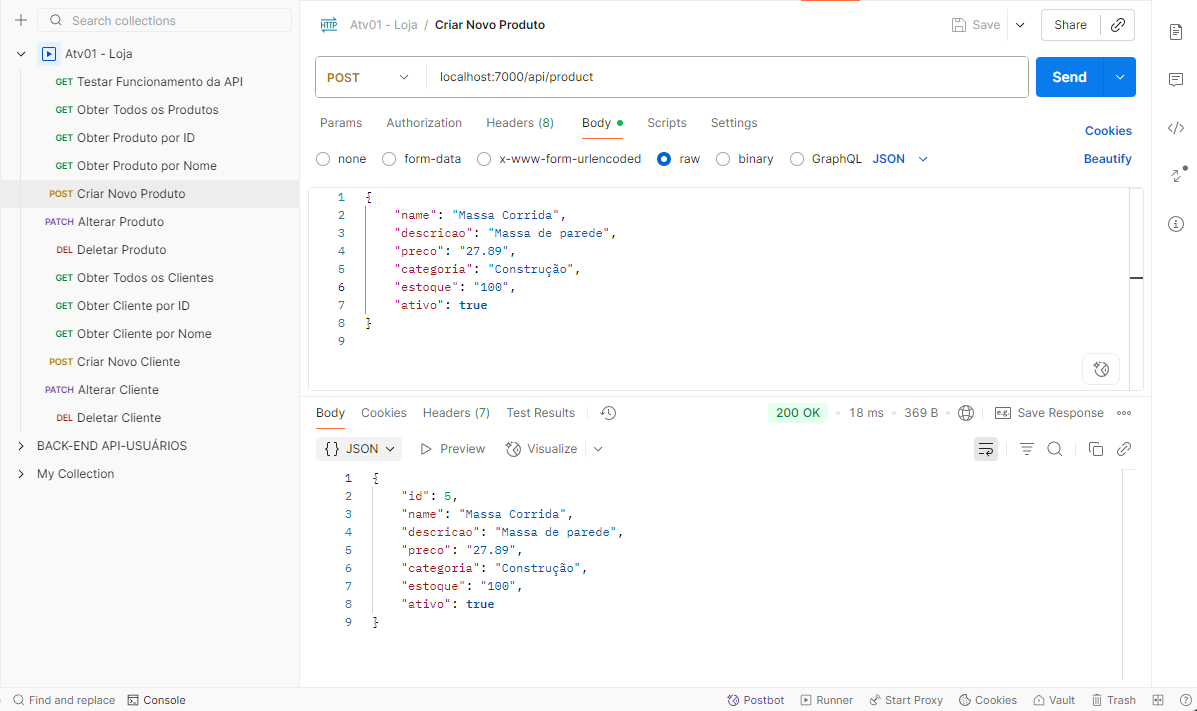 Search collections
Atv01 - Loja
GET Testar Funcionamento da API
GET Obter Todos os Produtos
GET Obter Produto por ID
GET Obter Produto por Nome
POST Criar Novo Produto
PATCH Alterar Produto
DEL Deletar Produto
GET Obter Todos os Clientes
GET Obter Cliente por ID
GET Obter Cliente por Nome
POST Criar Novo Cliente
PATCH Alterar Cliente
DEL Deletar Cliente
BACK-END API-USUÁRIOS
My Collection
HTTP Atv01 - Loja / Criar Novo Produto
Save
Share
POST localhost:7000/api/product
Send
Params Authorization Headers (8) Body Scripts Settings
Cookies
none form-data x-www-form-urlencoded raw binary GraphQL JSON
Beautify
1 {
2 "name": "Massa Corrida",
3 "descricao": "Massa de parede",
4 "preco": "27.89",
5 "categoria": "Construção",
6 "estoque": "100",
7 "ativo": true
8 }
9
Body Cookies Headers (7) Test Results
200 OK • 18 ms • 369 B
e.g. Save Response
{} JSON Preview Visualize
1 {
2 "id": 5,
3 "name": "Massa Corrida",
4 "descricao": "Massa de parede",
5 "preco": "27.89",
6 "categoria": "Construção",
7 "estoque": "100",
8 "ativo": true
9 }
Find and replace Console
Postbot Runner Start Proxy Cookies Vault Trash